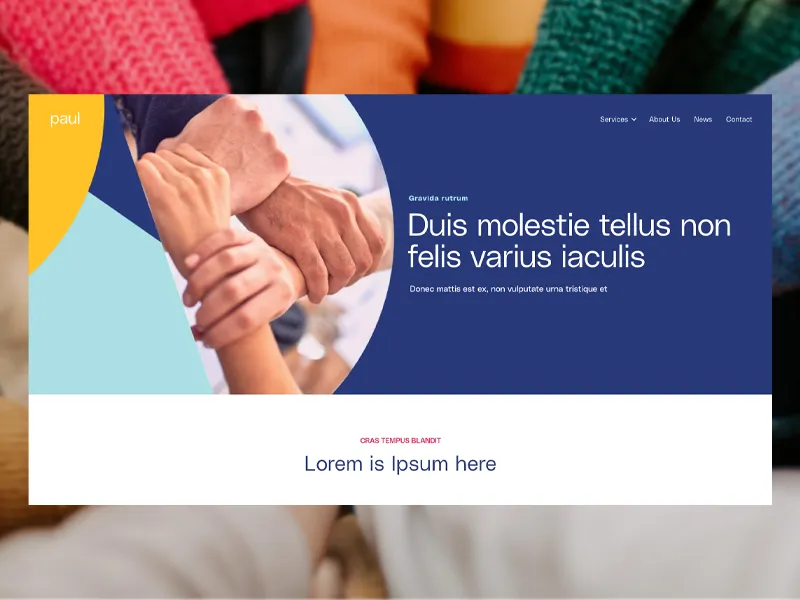 paul
Services
About Us
News
Contact
Gravida rutrum
Duis molestie tellus non
felis varius iaculis
Donec mattis est ex, non vulputate urna tristique et
CRAS TEMPUS BLANDIT
Lorem is Ipsum here